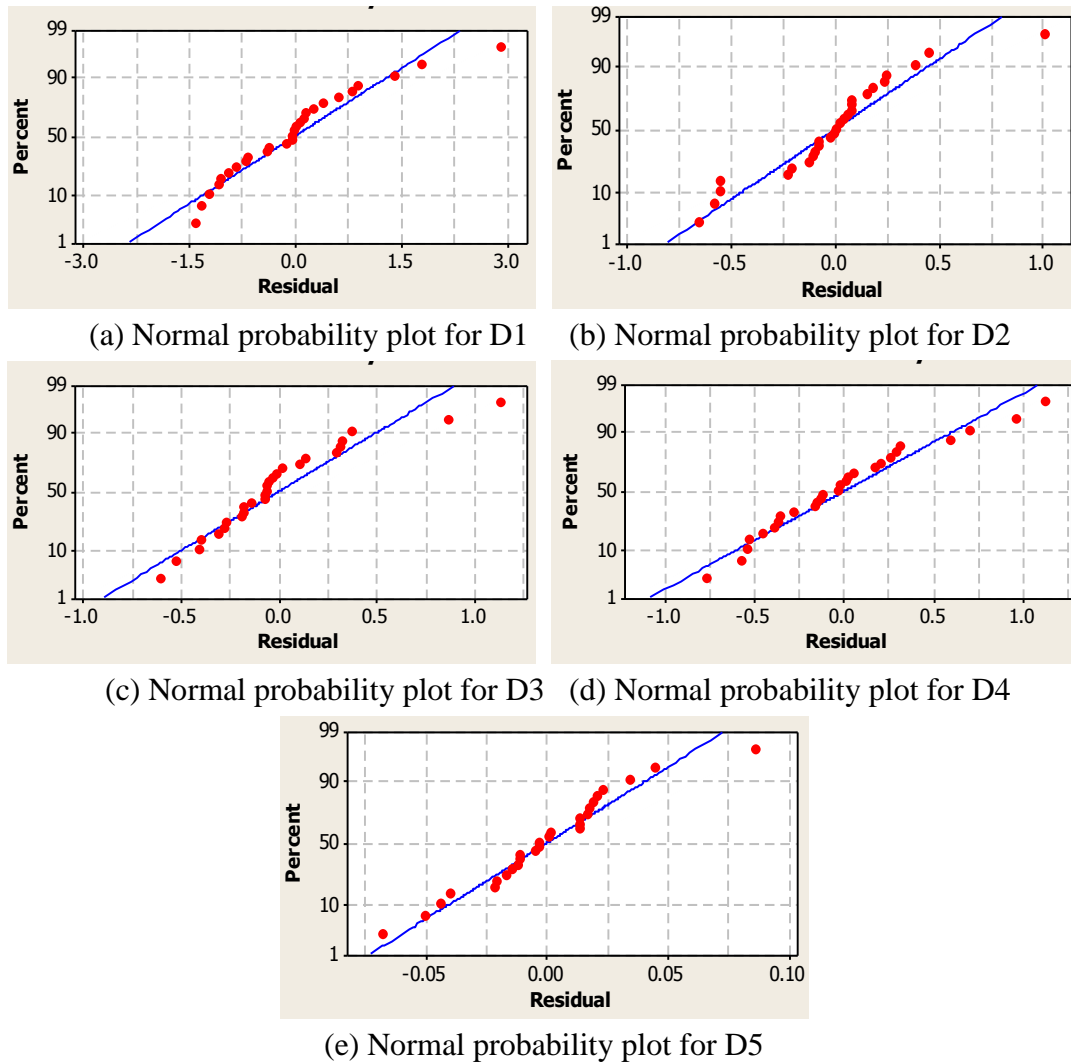 99
90
50
10
1
Percent
-3.0 -1.5 0.0 1.5 3.0
Residual
(a) Normal probability plot for D1
99
90
50
10
1
Percent
-1.0 -0.5 0.0 0.5 1.0
Residual
(b) Normal probability plot for D2
99
90
50
10
1
Percent
-1.0 -0.5 0.0 0.5 1.0
Residual
(c) Normal probability plot for D3
99
90
50
10
1
Percent
-1.0 -0.5 0.0 0.5 1.0
Residual
(d) Normal probability plot for D4
99
90
50
10
1
Percent
-0.05 0.00 0.05 0.10
Residual
(e) Normal probability plot for D5